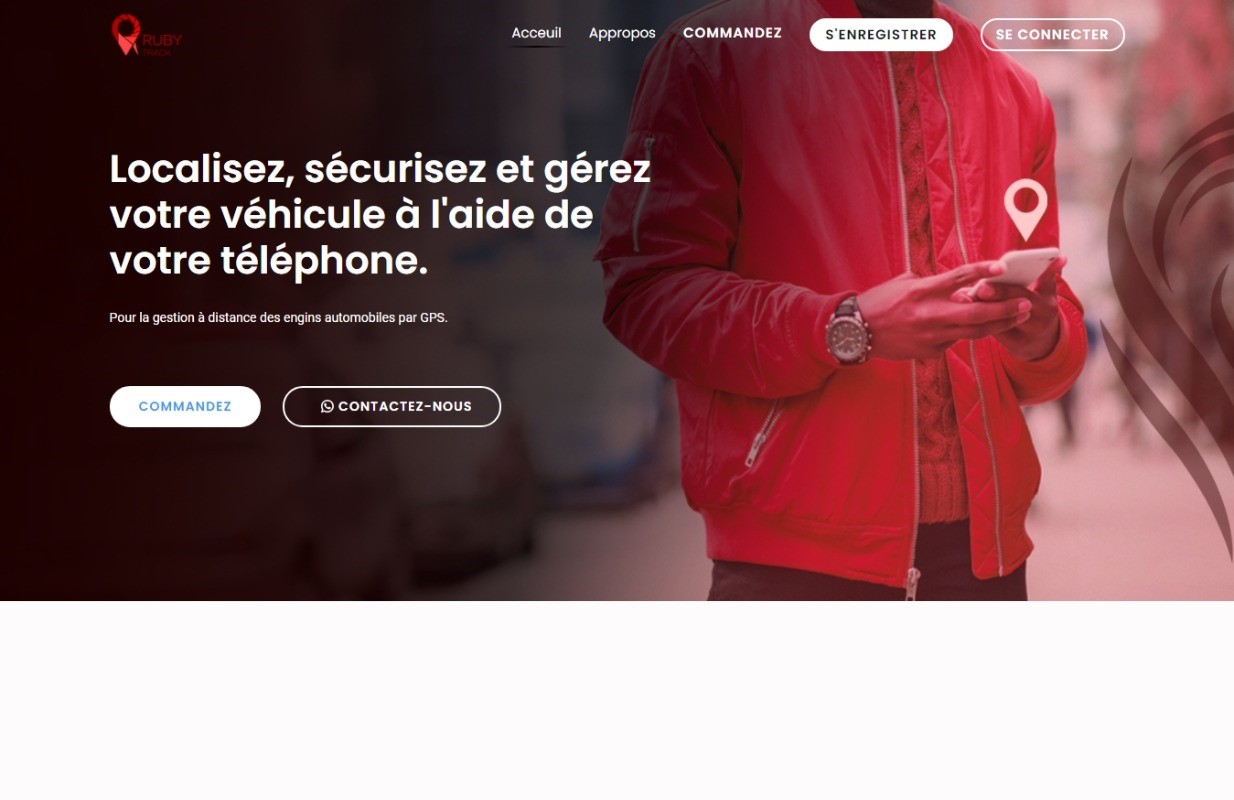 RUBY
TRACK
Acceuil
Appropos
COMMANDEZ
S'ENREGISTRER
SE CONNECTER
Localisez, sécurisez et gérez
votre véhicule à l'aide de
votre téléphone.
Pour la gestion à distance des engins automobiles par GPS.
COMMANDEZ
CONTACTEZ-NOUS